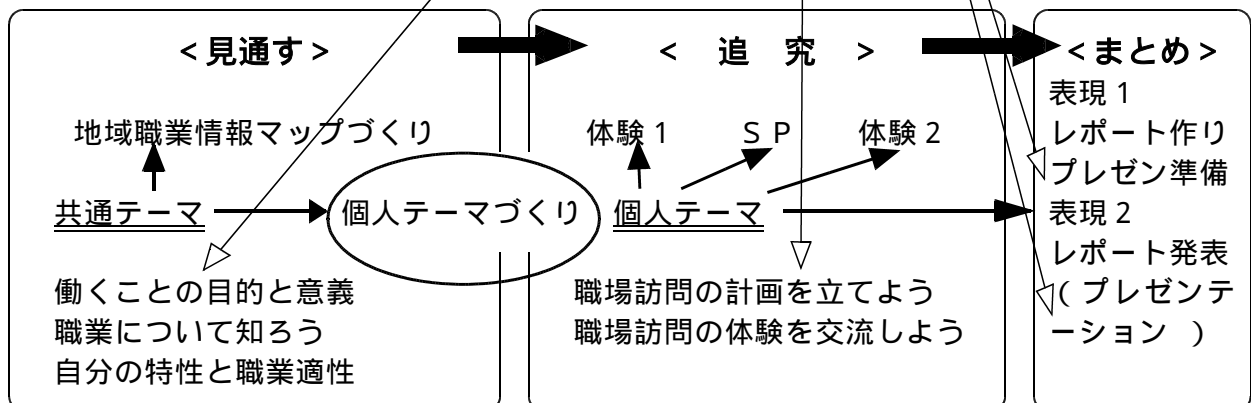 <見通す>
地域職業情報マップづくり
共通テーマ
個人テーマづくり
働くことの目的と意義
職業について知ろう
自分の特性と職業適性
< 追 究 >
体験1 SP 体験2
個人テーマ
職場訪問の計画を立てよう
職場訪問の体験を交流しよう
<まとめ>
表現1
レポート作り
プレゼン準備
表現2
レポート発表
(プレゼンテ
ーション )